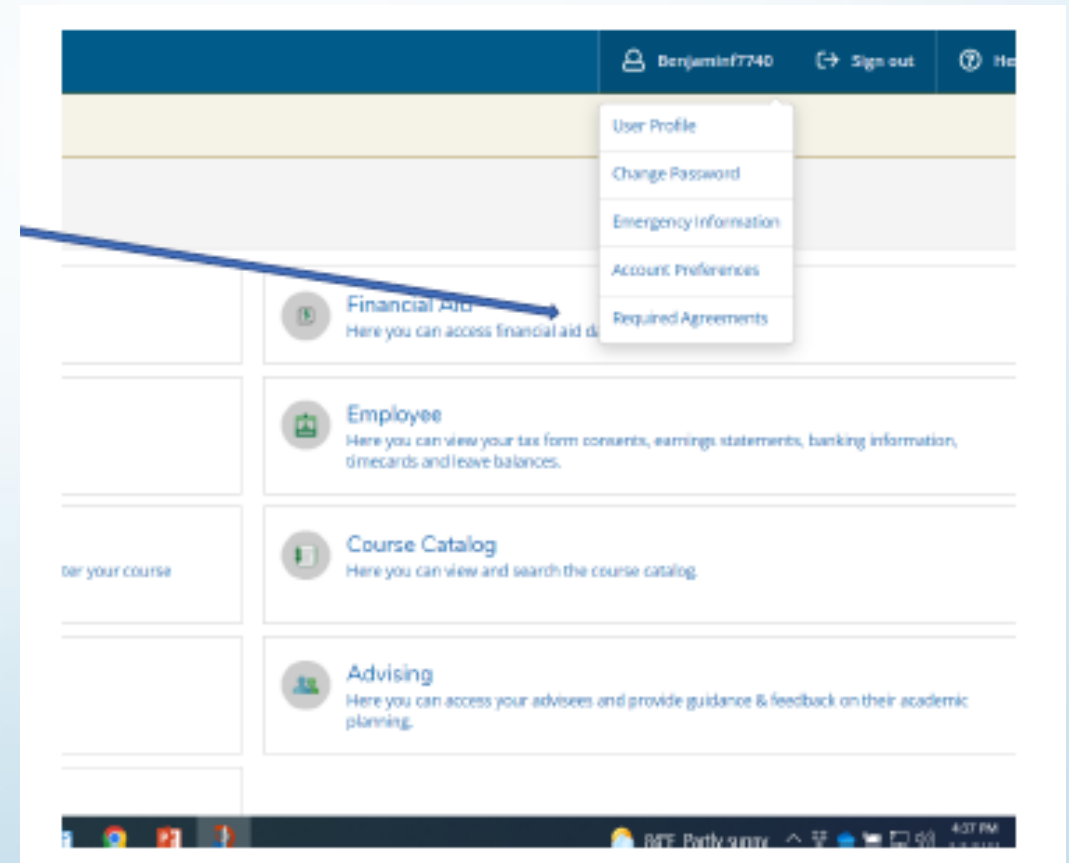 Benjaminf7740 Sign out He
User Profile
Change Password
Emergency Information
Account Preferences
Required Agreements
Financial Aid
Here you can access financial aid da
Employee
Here you can view your tax form consents, earnings statements, banking information,
timecards and leave balances.
Course Catalog
ter your course
Here you can view and search the course catalog.
Advising
Here you can access your advisees and provide guidance & feedback on their academic
planning.
84°F Partly sunny
4:37 PM